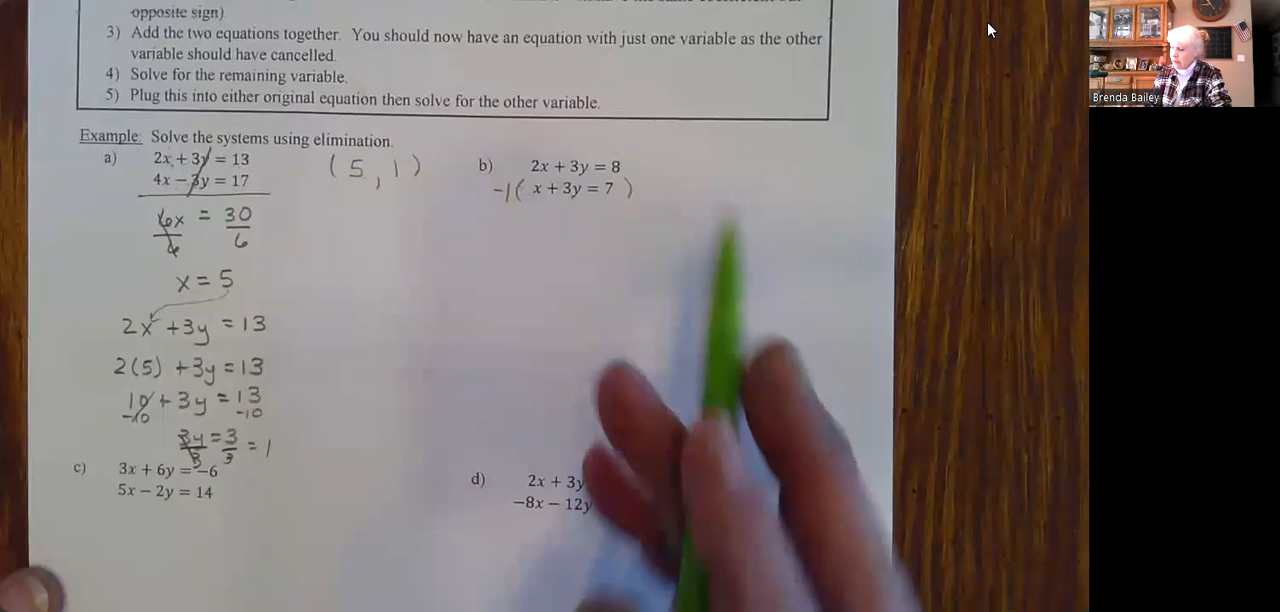 opposite sign).
3) Add the two equations together. You should now have an equation with just one variable as the other
variable should have cancelled.
4) Solve for the remaining variable.
5) Plug this into either original equation then solve for the other variable.
Example: Solve the systems using elimination.
a) 2x + 3y = 13
4x − 3y = 17
6x = 30
6 6
x = 5
2x + 3y = 13
2(5) + 3y = 13
10 + 3y = 13
-10 -10
3y = 3 = 1
3 3
(5, 1)
b) 2x + 3y = 8
-1( x + 3y = 7 )
c) 3x + 6y = −6
5x − 2y = 14
d) 2x + 3y
−8x − 12y
Brenda Bailey